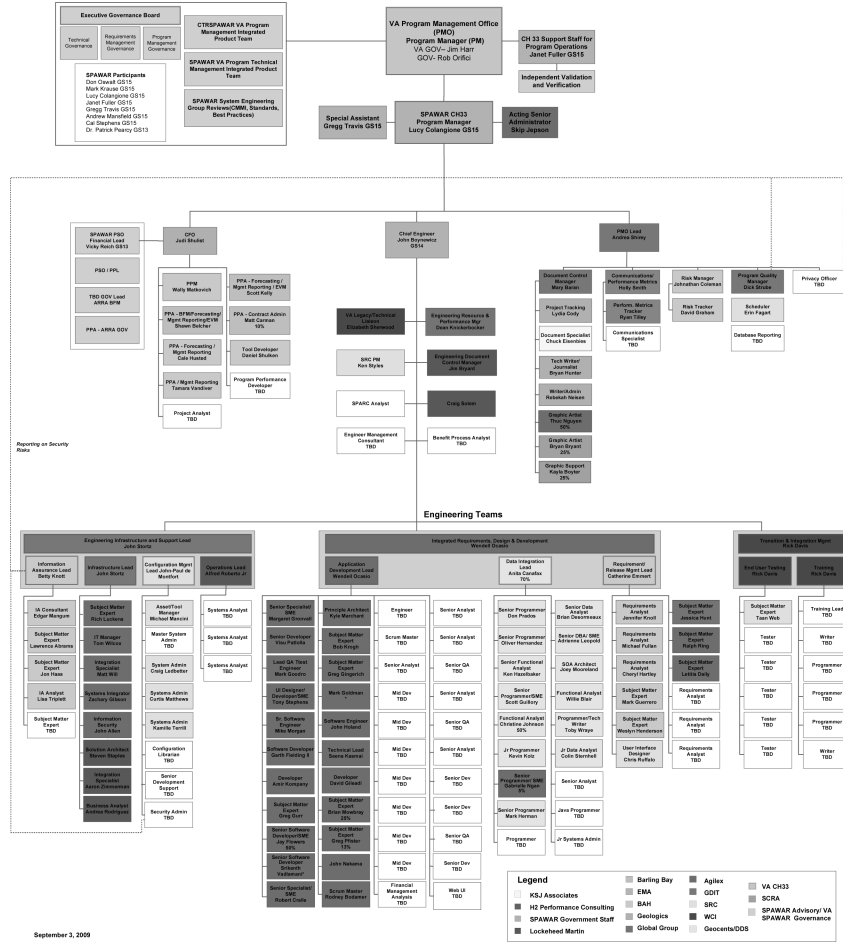 Executive Governance Board
Technical
Governance
Requirements
Management
Governance
Program
Management
Governance
SPAWAR Participants
Don Oswalt GS15
Mark Krause GS15
Lucy Colangione GS15
Janet Fuller GS15
Gregg Travis GS15
Andrew Mansfield GS15
Cal Stephens GS15
Dr. Patrick Pearcy GS13
CTRSPAWAR VA Program
Management Integrated
Product Team
SPAWAR VA Program Technical
Management Integrated Product
Team
SPAWAR System Engineering
Group Reviews(CMMI, Standards,
Best Practices)
VA Program Management Office
(PMO)
Program Manager (PM)
VA GOV– Jim Harr
GOV- Rob Orifici
CH 33 Support Staff for
Program Operations
Janet Fuller GS15
Independent Validation
and Verification
Special Assistant
Gregg Travis GS15
SPAWAR CH33
Program Manager
Lucy Colangione GS15
Acting Senior
Administrator
Skip Jepson
SPAWAR PSO
Financial Lead
Vicky Reich GS13
PSO / PPL
TBD GOV Lead
ARRA BFM
PPA - ARRA GOV
CFO
Judi Shulist
PPM
Wally Matkovich
PPA - BFM/Forecasting/
Mgmt Reporting/EVM
Shawn Belcher
PPA - Forecasting /
Mgmt Reporting
Cale Husted
PPA / Mgmt Reporting
Tamara Vandiver
Project Analyst
TBD
PPA - Forecasting /
Mgmt Reporting / EVM
Scott Kelly
PPA - Contract Admin
Matt Carman
10%
Tool Developer
Daniel Shulkon
Program Performance
Developer
TBD
Chief Engineer
John Boynewicz
GS14
VA Legacy/Technical
Liaison
Elizabeth Sherwood
SRC PM
Ken Styles
SPARC Analyst
Engineer Management
Consultant
TBD
Engineering Resource &
Performance Mgr
Dean Knickerbocker
Engineering Document
Control Manager
Jim Bryant
Craig Solem
Benefit Process Analyst
TBD
PMO Lead
Andrea Shirey
Document Control
Manager
Mary Balan
Project Tracking
Lydia Cody
Document Specialist
Chuck Eisenbies
Tech Writer/
Journalist
Bryan Hunter
Writer/Admin
Rebekah Neisen
Graphic Artist
Thuc Nguyen
50%
Graphic Artist
Bryan Bryant
25%
Graphic Support
Kayla Boyter
25%
Communications/
Performance Metrics
Holly Smith
Perform. Metrics
Tracker
Ryan Tilley
Communications
Specialist
TBD
Risk Manager
Johnathan Coleman
Risk Tracker
David Graham
Program Quality
Manager
Dick Strube
Scheduler
Erin Fagart
Database Reporting
TBD
Privacy Officer
TBD
Reporting on Security
Risks
Engineering Teams
Engineering Infrastructure and Support Lead
John Stortz
Information
Assurance Lead
Betty Knott
Infrastructure Lead
John Stortz
Configuration Mgmt
Lead John-Paul de
Montfort
Operations Lead
Alfred Roberto Jr
IA Consultant
Edgar Mangum
Subject Matter
Expert
Lawrence Abrams
Subject Matter
Expert
Jon Hass
IA Analyst
Lisa Triplett
Subject Matter
Expert
TBD
Subject Matter
Expert
Rich Luckens
IT Manager
Tom Wilcox
Integration
Specialist
Matt Will
Systems Integrator
Zachary Gibson
Information
Security
John Allen
Solution Architect
Steven Staples
Integration
Specialist
Aaron Zimmerman
Business Analyst
Andrea Rodriguez
Asset/Tool
Manager
Michael Mancini
Master System
Admin
TBD
System Admin
Craig Ledbetter
Systems Admin
Curtis Matthews
Systems Admin
Kamille Terrill
Configuration
Librarian
TBD
Senior
Development
Support
TBD
Security Admin
TBD
Systems Analyst
TBD
Systems Analyst
TBD
Systems Analyst
TBD
Integrated Requirements, Design & Development
Wendell Ocasio
Application
Development Lead
Wendell Ocasio
Data Integration
Lead
Anita Canafax
70%
Requirement/
Release Mgmt Lead
Catherine Emmert
Senior Specialist/
SME
Margaret Gronvall
Senior Developer
Visu Patlolla
Lead QA Test/
Engineer
Mark Goodro
UI Designer/
Developer/SME
Tony Stephens
Sr. Software
Engineer
Mike Morgan
Software Developer
Garth Fielding II
Developer
Amir Kompany
Subject Matter
Expert
Greg Gurr
Senior Software
Developer/SME
Jay Flowers
50%
Senior Software
Developer
Srikanth
Vadlamani*
Senior Specialist/
SME
Robert Cralle
Principle Architect
Kyle Marchant
Subject Matter
Expert
Bob Krogh
Subject Matter
Expert
Greg Gingerich
Mark Goldman
*
Software Engineer
John Holand
Technical Lead
Seena Kasmai
Developer
David Gileadi
Subject Matter
Expert
Brian Mowbray
25%
Subject Matter
Expert
Greg Pfister
13%
John Nakama
Scrum Master
Rodney Bodamer
Engineer
TBD
Scrum Master
TBD
Senior Analyst
TBD
Mid Dev
TBD
Mid Dev
TBD
Mid Dev
TBD
Mid Dev
TBD
Mid Dev
TBD
Mid Dev
TBD
Mid Dev
TBD
Financial
Management
Analysis
TBD
Senior Analyst
TBD
Senior Analyst
TBD
Senior QA
TBD
Senior QA
TBD
Senior QA
TBD
Senior Analyst
TBD
Senior Dev
TBD
Senior Dev
TBD
Senior QA
TBD
Senior Dev
TBD
Web UI
TBD
Senior Programmer
Don Prados
Senior Programmer
Oliver Hernandez
Senior Functional
Analyst
Ken Hazelbaker
Senior
Programmer/SME
Scott Guillory
Functional Analyst
Christine Johnson
50%
Jr Programmer
Kevin Kolz
Senior
Programmer/ SME
Gabrielle Ngan
5%
Senior Programmer
Mark Herman
Programmer
TBD
Senior Data
Analyst
Brian Desormeaux
Senior DBA/ SME
Adrienne Leopold
SOA Architect
Joey Mooreland
Functional Analyst
Willie Blair
Programmer/Tech
Writer
Toby Wraye
Jr Data Analyst
Colin Sternhell
Senior Analyst
TBD
Java Programmer
TBD
Jr Systems Admin
TBD
Requirements
Analyst
Jennifer Knoll
Requirements
Analyst
Michael Fullen
Requirements
Analyst
Cheryl Hartley
Subject Matter
Expert
Mark Guerrero
Subject Matter
Expert
Weslyn Henderson
User Interface
Designer
Chris Ruffalo
Subject Matter
Expert
Jessica Hunt
Subject Matter
Expert
Ralph Ring
Subject Matter
Expert
Letitia Daily
Requirements
Analyst
TBD
Requirements
Analyst
TBD
Requirements
Analyst
TBD
Transition & Integration Mgmt
Rick Davis
End User Testing
Rick Davis
Training
Rick Davis
Subject Matter
Expert
Tean Web
Tester
TBD
Tester
TBD
Tester
TBD
Tester
TBD
Tester
TBD
Training Lead
TBD
Writer
TBD
Programmer
TBD
Programmer
TBD
Programmer
TBD
Writer
TBD
Legend
KSJ Associates
H2 Performance Consulting
SPAWAR Government Staff
Lockeheed Martin
Barling Bay
EMA
BAH
Geologics
Global Group
Agilex
GDIT
SRC
WCI
Geocents/DDS
VA CH33
SCRA
SPAWAR Advisory/ VA
SPAWAR Governance
September 3, 2009